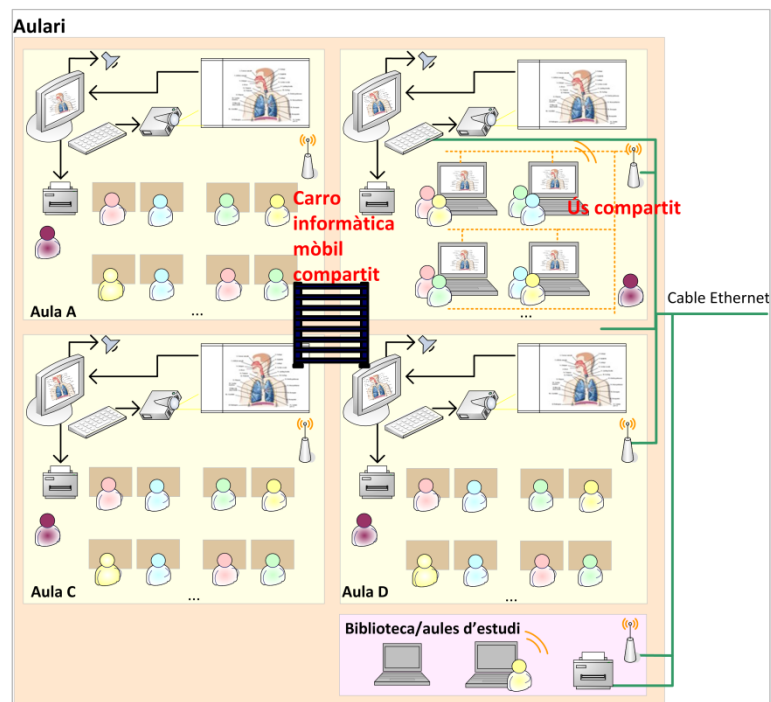 Aulari
Carro
informàtica
mòbil
compartit
Ús compartit
Aula A
...
...
Cable Ethernet
Aula C
...
Aula D
...
Biblioteca/aules d'estudi